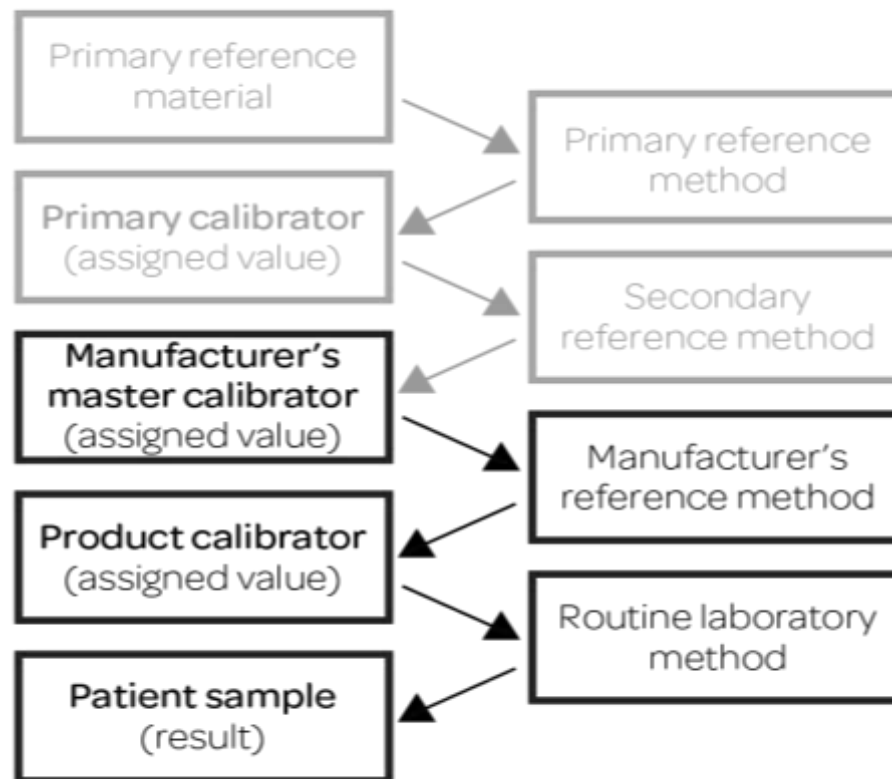 Primary reference
material
Primary reference
method
Primary calibrator
(assigned value)
Secondary
reference method
Manufacturer's
master calibrator
(assigned value)
Manufacturer's
reference method
Product calibrator
(assigned value)
Routine laboratory
method
Patient sample
(result)